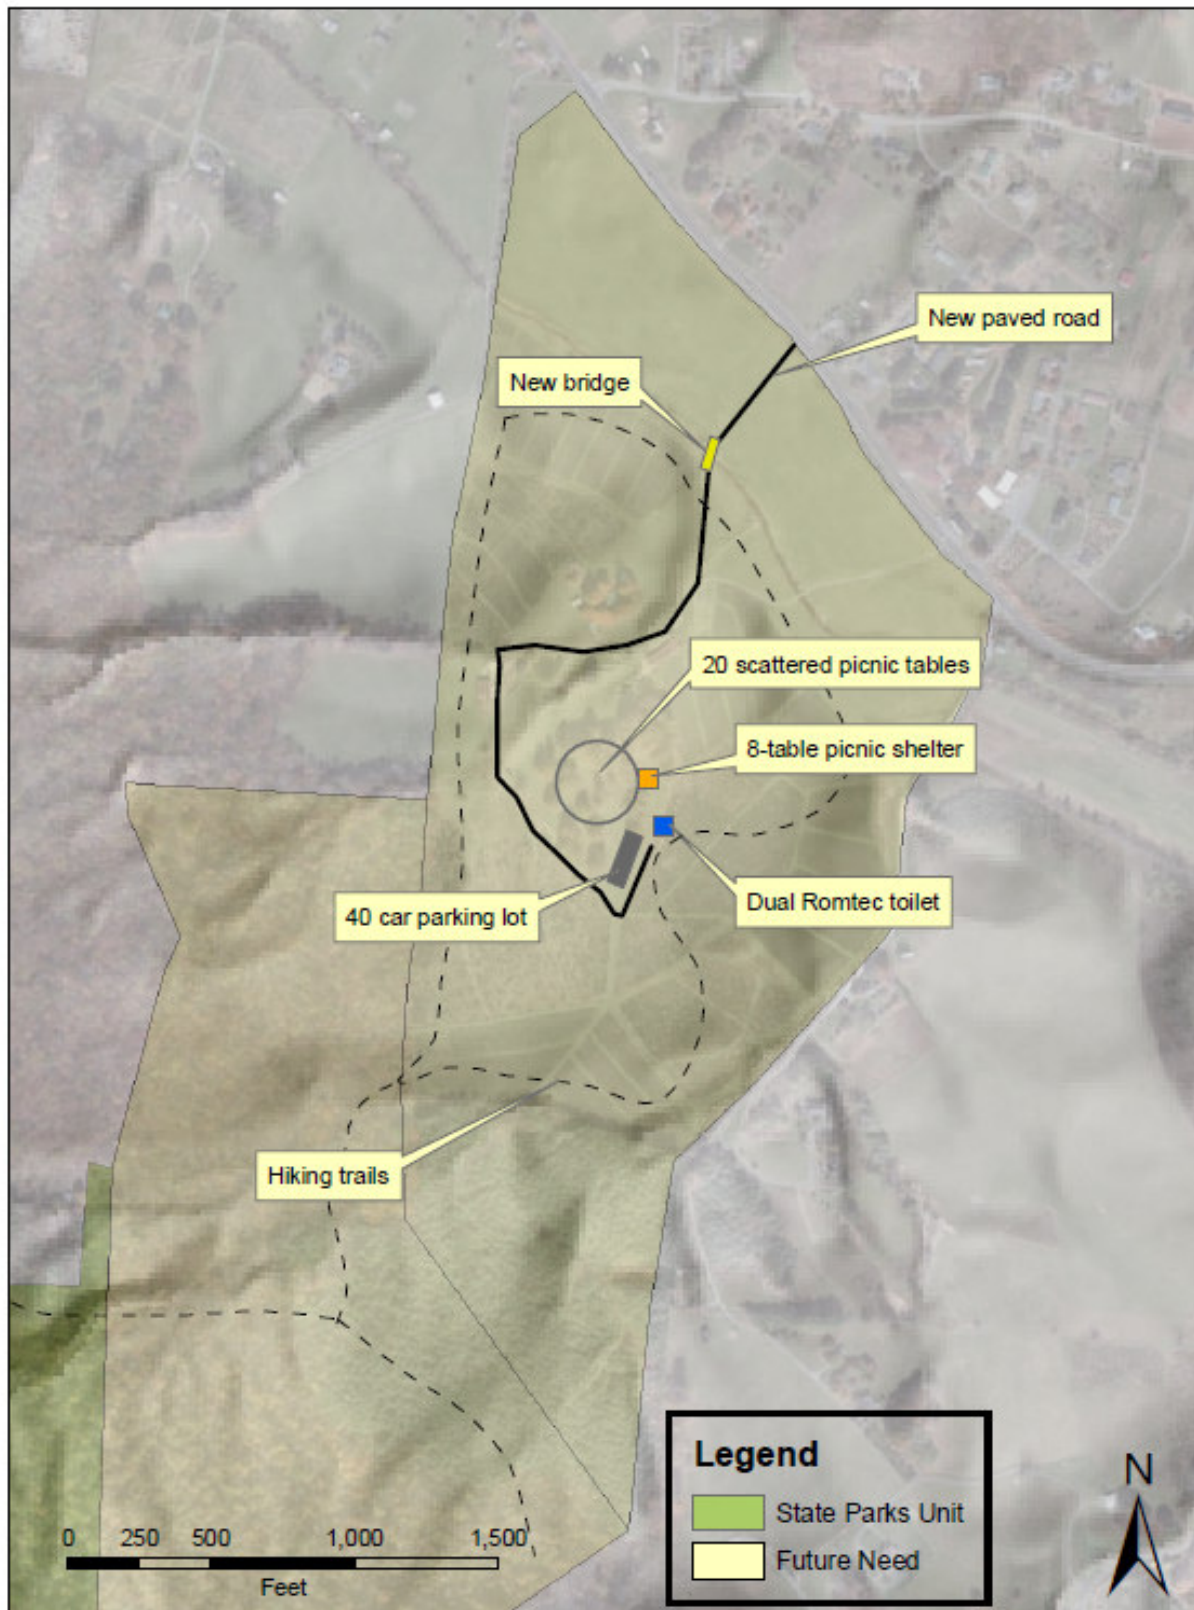 New paved road
New bridge
20 scattered picnic tables
8-table picnic shelter
Dual Romtec toilet
40 car parking lot
Hiking trails
Legend
State Parks Unit
Future Need
N
0 250 500 1,000 1,500
Feet